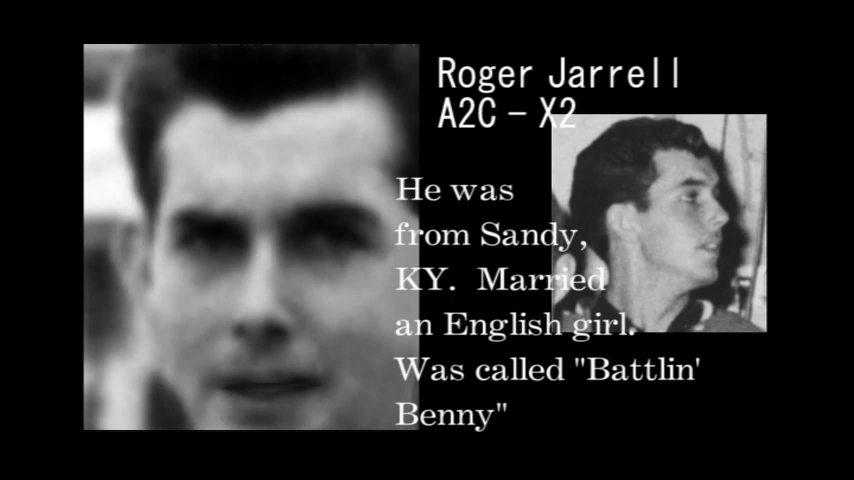 Roger Jarrell
A2C - X2
He was
from Sandy,
KY.  Married
an English girl.
Was called "Battlin'
Benny"